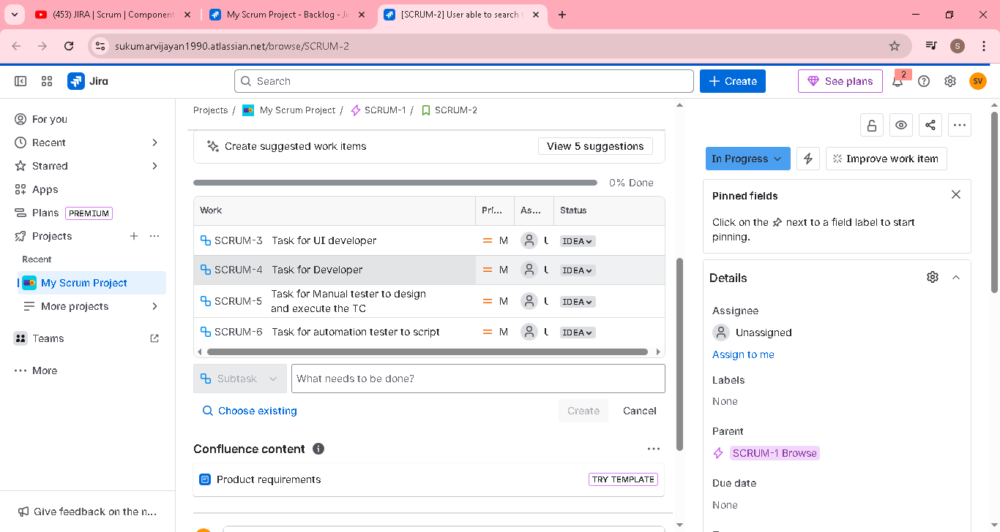 (453) JIRA | Scrum | Component
My Scrum Project - Backlog - Ji
[SCRUM-2] User able to search t
sukumarvijayan1990.atlassian.net/browse/SCRUM-2
S
Jira
Search
Create
See plans
2
SV
For you
Recent
Starred
Apps
Plans PREMIUM
Projects
Recent
My Scrum Project
More projects
Teams
More
Give feedback on the n...
Projects / My Scrum Project / SCRUM-1 / SCRUM-2
Create suggested work items
View 5 suggestions
0% Done
Work Pri... As... Status
SCRUM-3 Task for UI developer M U IDEA
SCRUM-4 Task for Developer M U IDEA
SCRUM-5 Task for Manual tester to design
and execute the TC M U IDEA
SCRUM-6 Task for automation tester to script M U IDEA
Subtask What needs to be done?
Choose existing Create Cancel
Confluence content
Product requirements TRY TEMPLATE
In Progress
Improve work item
Pinned fields
Click on the next to a field label to start
pinning.
Details
Assignee
Unassigned
Assign to me
Labels
None
Parent
SCRUM-1 Browse
Due date
None